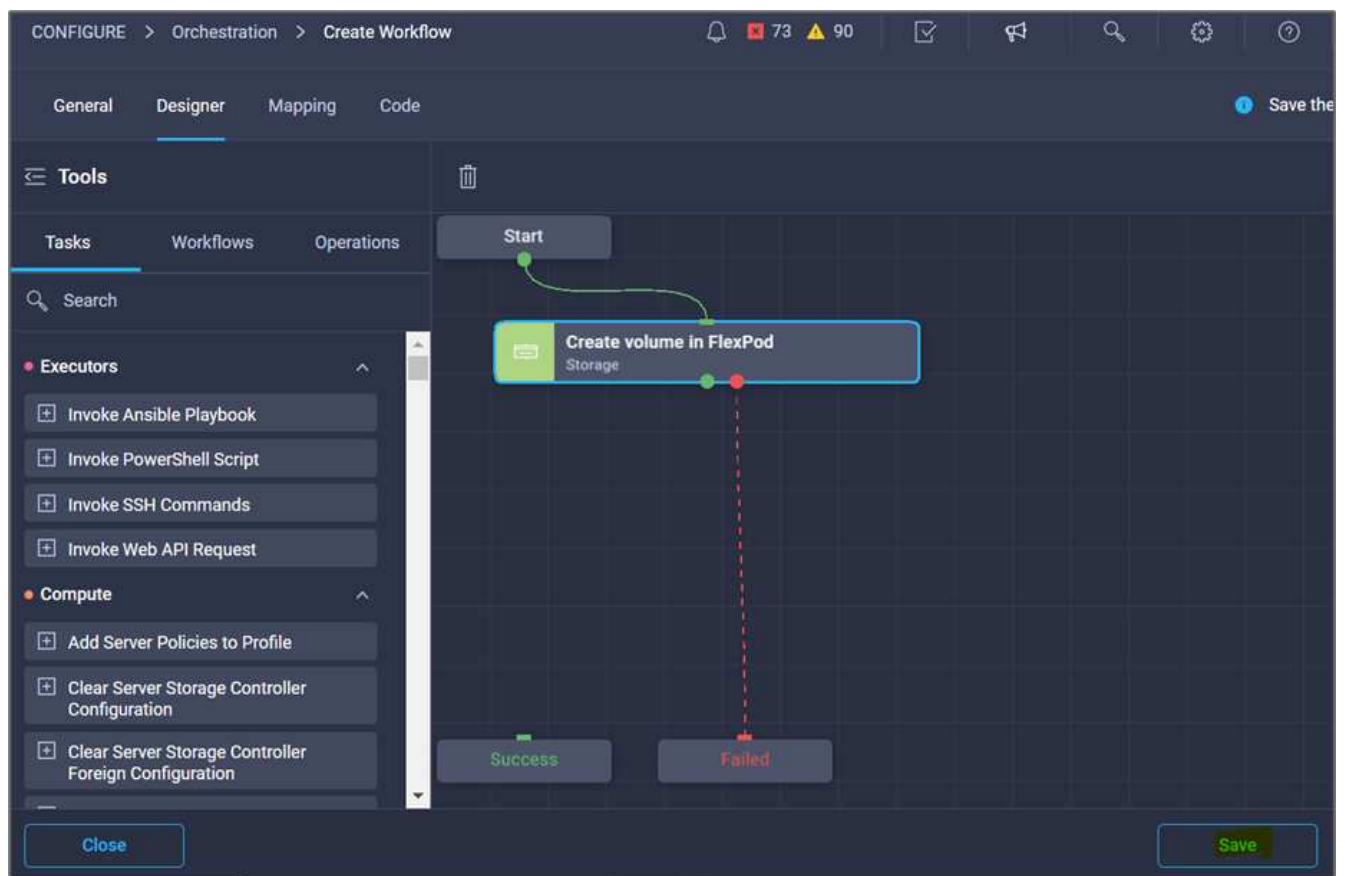 CONFIGURE > Orchestration > Create Workflow
73 90
General Designer Mapping Code
Save the
Tools
Tasks Workflows Operations
Search
Executors
Invoke Ansible Playbook
Invoke PowerShell Script
Invoke SSH Commands
Invoke Web API Request
Compute
Add Server Policies to Profile
Clear Server Storage Controller
Configuration
Clear Server Storage Controller
Foreign Configuration
Start
Create volume in FlexPod
Storage
Success
Failed
Close
Save